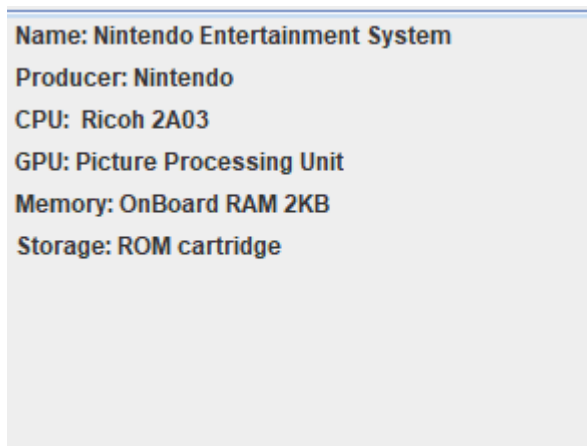 Name: Nintendo Entertainment System
Producer: Nintendo
CPU:  Ricoh 2A03
GPU: Picture Processing Unit
Memory: OnBoard RAM 2KB
Storage: ROM cartridge